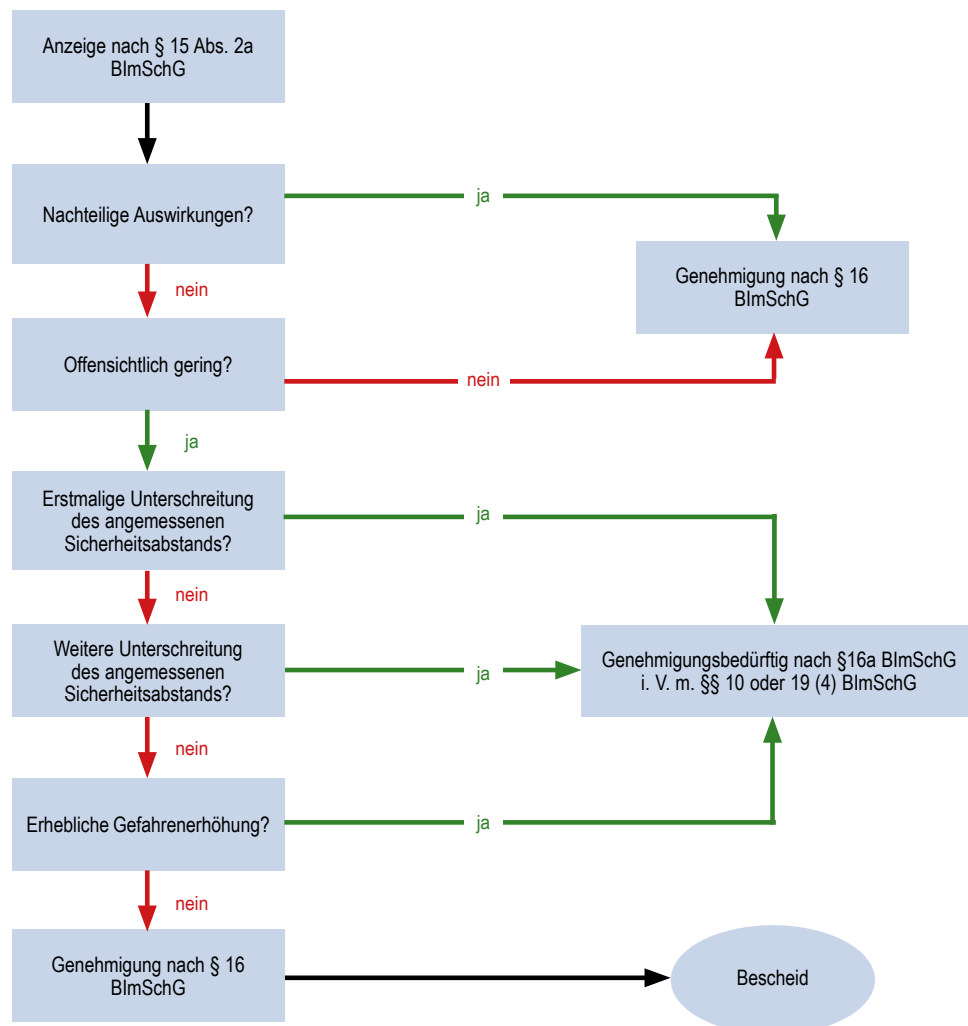 Anzeige nach § 15 Abs. 2a
BImSchG
Nachteilige Auswirkungen?
ja
Genehmigung nach § 16
BImSchG
nein
Offensichtlich gering?
nein
ja
Erstmalige Unterschreitung
des angemessenen
Sicherheitsabstands?
ja
nein
Weitere Unterschreitung
des angemessenen
Sicherheitsabstands?
ja
Genehmigungsbedürftig nach §16a BImSchG
i. V. m. §§ 10 oder 19 (4) BImSchG
nein
Erhebliche Gefahrenerhöhung?
ja
nein
Genehmigung nach § 16
BImSchG
Bescheid